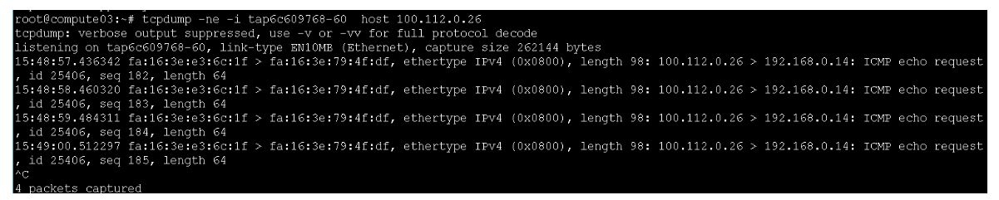 root@compute03:~# tcpdump -ne -i tap6c609768-60  host 100.112.0.26
tcpdump: verbose output suppressed, use -v or -vv for full protocol decode
listening on tap6c609768-60, link-type EN10MB (Ethernet), capture size 262144 bytes
15:48:57.436342 fa:16:3e:e3:6c:1f > fa:16:3e:79:4f:df, ethertype IPv4 (0x0800), length 98: 100.112.0.26 > 192.168.0.14: ICMP echo request
, id 25406, seq 182, length 64
15:48:58.460320 fa:16:3e:e3:6c:1f > fa:16:3e:79:4f:df, ethertype IPv4 (0x0800), length 98: 100.112.0.26 > 192.168.0.14: ICMP echo request
, id 25406, seq 183, length 64
15:48:59.484311 fa:16:3e:e3:6c:1f > fa:16:3e:79:4f:df, ethertype IPv4 (0x0800), length 98: 100.112.0.26 > 192.168.0.14: ICMP echo request
, id 25406, seq 184, length 64
15:49:00.512297 fa:16:3e:e3:6c:1f > fa:16:3e:79:4f:df, ethertype IPv4 (0x0800), length 98: 100.112.0.26 > 192.168.0.14: ICMP echo request
, id 25406, seq 185, length 64
^C
4 packets captured